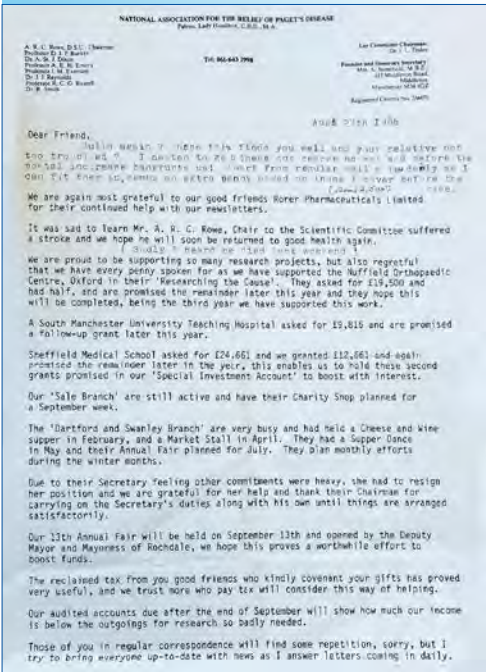 NATIONAL ASSOCIATION FOR THE RELIEF OF PAGET'S DISEASE
Patron: Lady Hamilton, C.B.E., M.A.
A. R. C. Rowe, D.S.C. Chairman
Tel: 061-643 1998
Lay Committee Chairman:
Founder and Honorary Secretary
Middleton
Dear Friend,
We are again most grateful to our good friends Rorer Pharmaceuticals Limited
for their continued help with our newsletters.
It was sad to learn Mr. A. R. C. Rowe, Chair to the Scientific Committee suffered
a stroke and we hope he will soon be returned to good health again.
We are proud to be supporting so many research projects, but also regretful
that we have every penny spoken for as we have supported the Nuffield Orthopaedic
Centre, Oxford in their 'Researching the Cause'. They asked for £19,500 and
had half, and are promised the remainder later this year and they hope this
will be completed, being the third year we have supported this work.
A South Manchester University Teaching Hospital asked for £9,816 and are promised
a follow-up grant later this year.
Sheffield Medical School asked for £24,661 and we granted £12,661 and again
promised the remainder later in the year, this enables us to hold these second
grants promised in our 'Special Investment Account' to boost with interest.
Our 'Sale Branch' are still active and have their Charity Shop planned for
a September week.
The 'Dartford and Swanley Branch' are very busy and had held a Cheese and Wine
supper in February, and a Market Stall in April. They had a Supper Dance
in May and their Annual Fair planned for July. They plan monthly efforts
during the winter months.
Due to their Secretary feeling other commitments were heavy, she had to resign
her position and we are grateful for her help and thank their Chairman for
carrying on the Secretary's duties along with his own until things are arranged
satisfactorily.
Our 13th Annual Fair will be held on September 13th and opened by the Deputy
Mayor and Mayoress of Rochdale, we hope this proves a worthwhile effort to
boost funds.
The reclaimed tax from you good friends who kindly covenant your gifts has proved
very useful, and we trust more who pay tax will consider this way of helping.
Our audited accounts due after the end of September will show how much our income
is below the outgoings for research so badly needed.
Those of you in regular correspondence will find some repetition, sorry, but I
try to bring everyone up-to-date with news as I answer letters coming in daily.